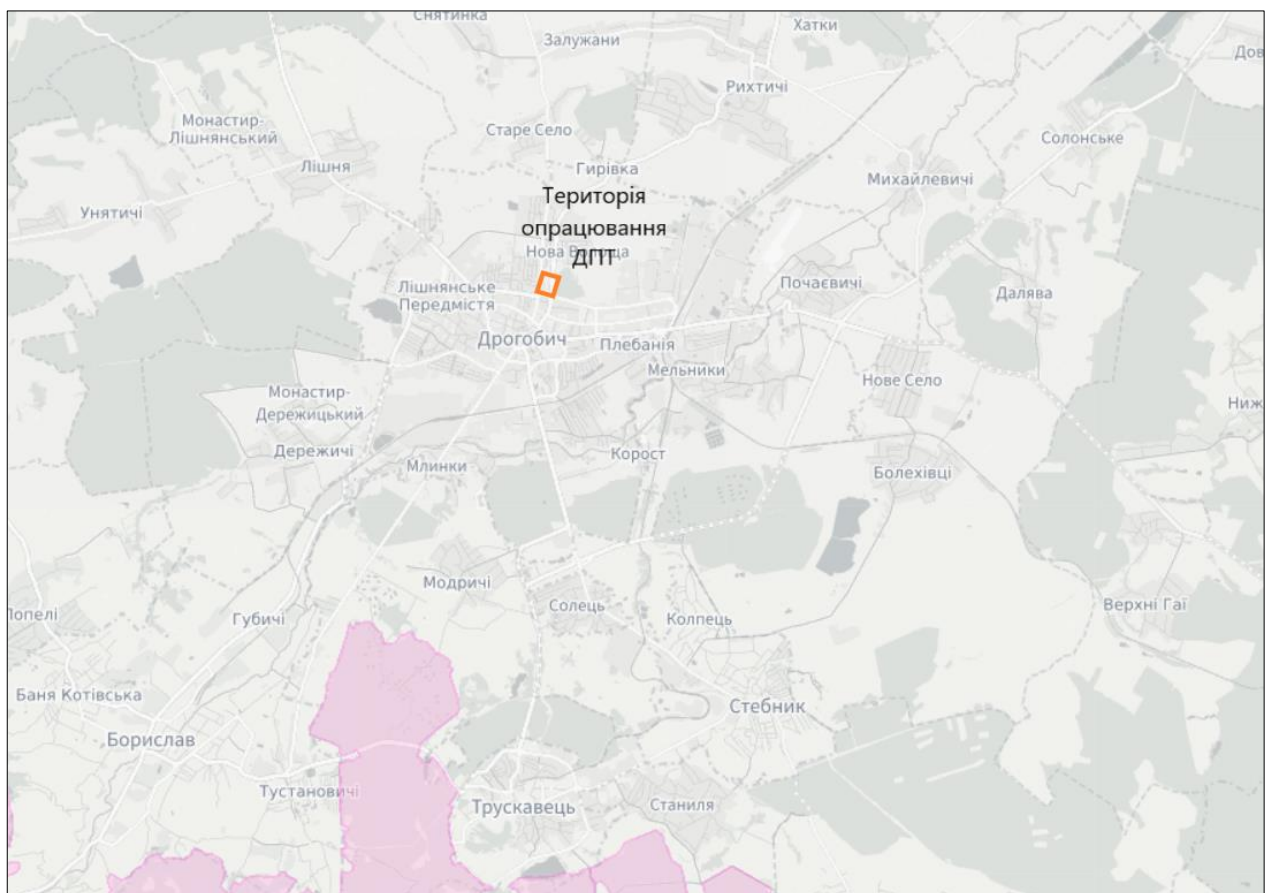 Снятинка
Залужани
Хатки
Дов
Рихтичі
Монастир-
Лішнянський
Старе Село
Солонське
Лішня
Гирівка
Михайлевичі
Територія
опрацювання
ДПТ
Унятичі
Нова Воloща
Лішнянське
Передмістя
Почаєвичі
Далява
Дрогобич
Плебанія
Мельники
Нове Село
Монастир-
Дережицький
Ниж
Дережичі
Млинки
Корост
Болехівці
Модричі
Солець
Колпець
Верхні Гаї
Попелі
Губичі
Баня Котівська
Стебник
Борислав
Тустановичі
Трускавець
Станиля